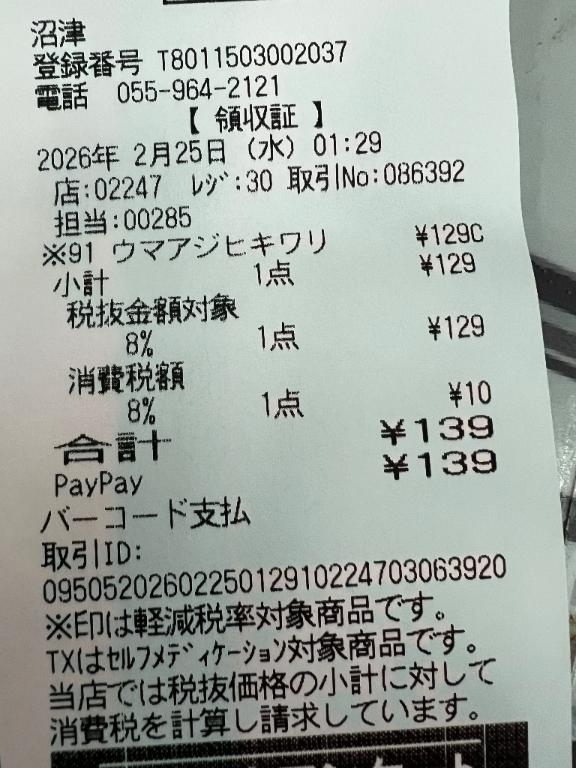 沼津
登録番号 T8011503002037
電話 055-964-2121
【 領収証 】
2026年 2月25日 (水) 01:29
店:02247 ﾚｼﾞ:30 取引No:086392
担当:00285
※91 ウマアジヒキワリ ¥129C
小計 1点 ¥129
税抜金額対象
8% 1点 ¥129
消費税額
8% 1点 ¥10
合計 ¥139
PayPay ¥139
バーコード支払
取引ID:
0950520260225012910224703063920
※印は軽減税率対象商品です。
TXはｾﾙﾌﾒﾃﾞｨｹｰｼｮﾝ対象商品です。
当店では税抜価格の小計に対して
消費税を計算し請求しています。